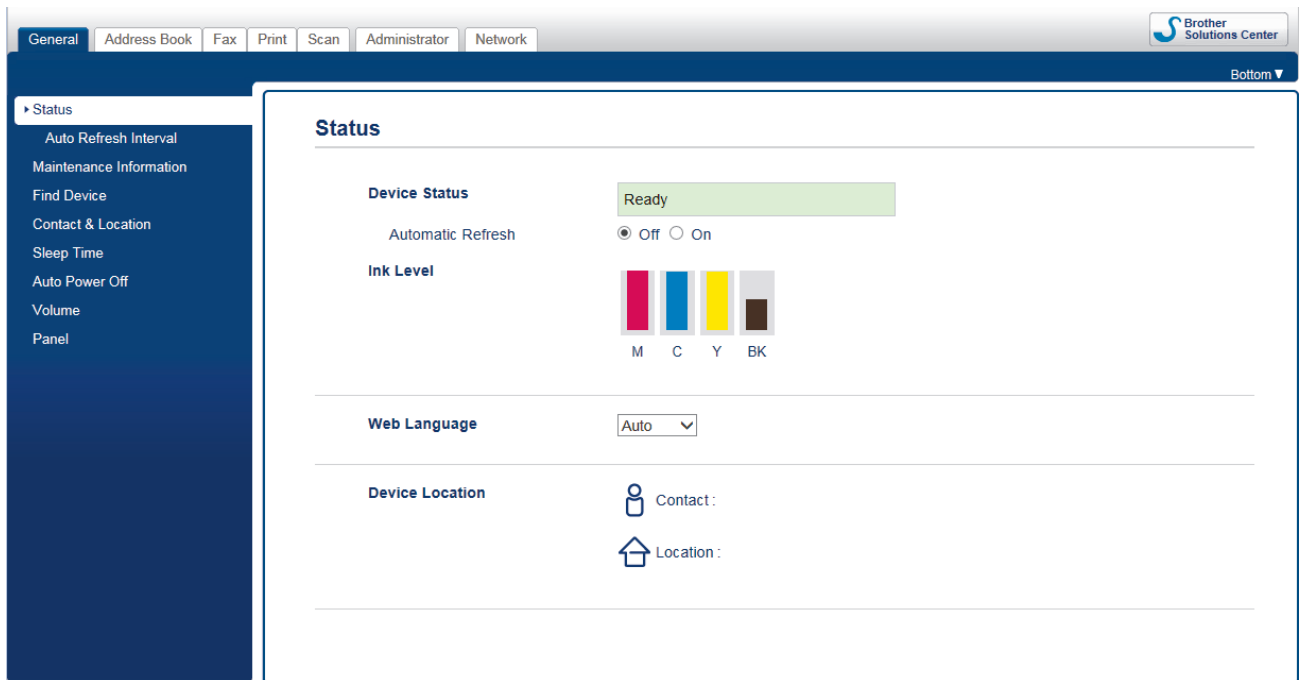 General Address Book Fax Print Scan Administrator Network
Brother
Solutions Center
Bottom▼
Status
Auto Refresh Interval
Maintenance Information
Find Device
Contact & Location
Sleep Time
Auto Power Off
Volume
Panel
Status
Device Status Ready
Automatic Refresh Off On
Ink Level
M C Y BK
Web Language Auto
Device Location Contact :
Location :